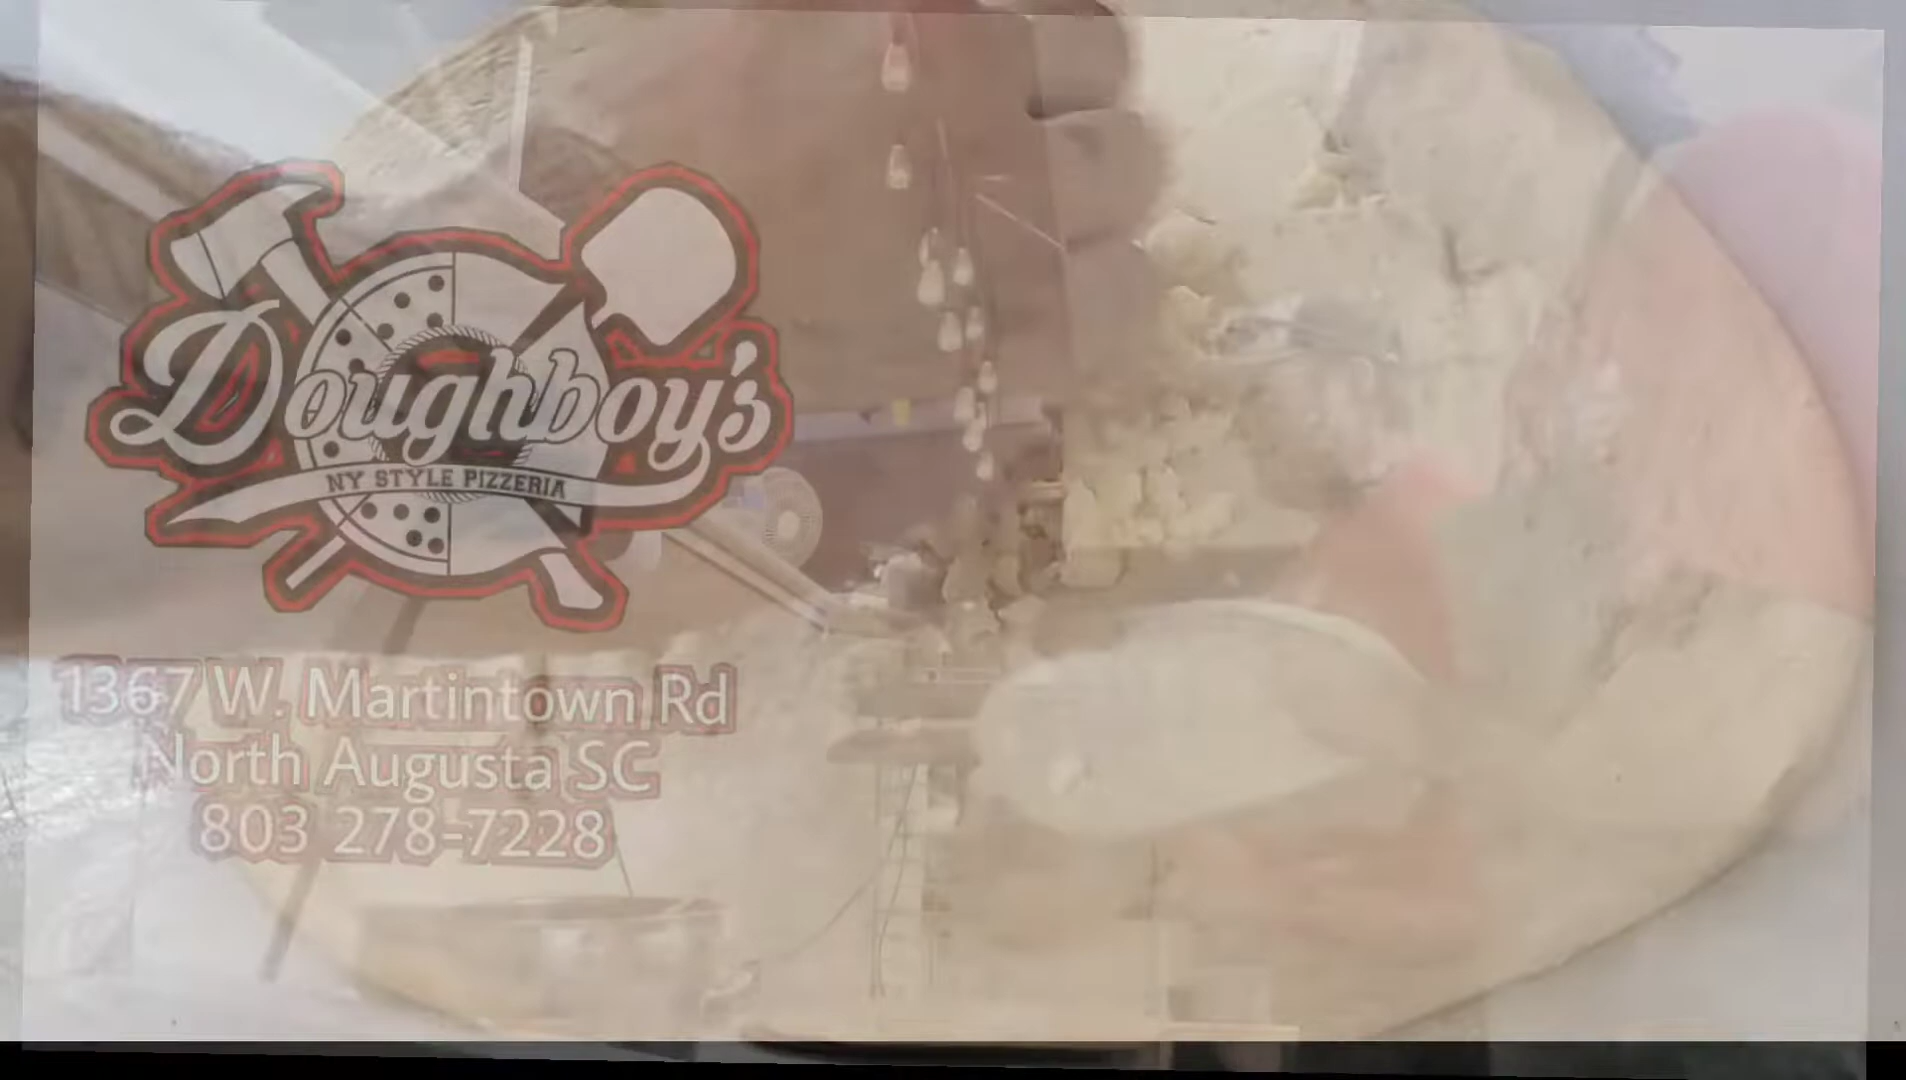 Doughboy's
NY STYLE PIZZERIA
1367 W. Martintown Rd
North Augusta SC
803 278-7228